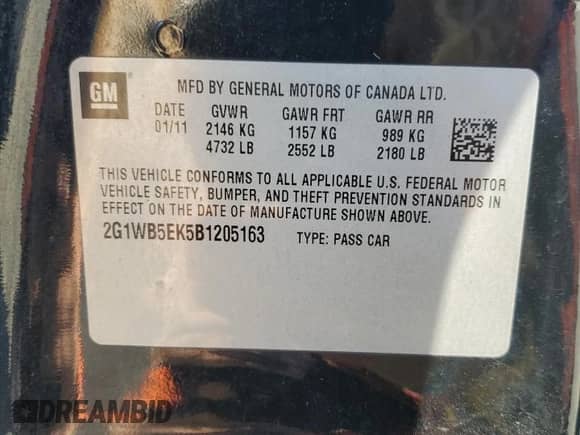 GM
MFD BY GENERAL MOTORS OF CANADA LTD.
DATE GVWR GAWR FRT GAWR RR
01/11 2146 KG 1157 KG 989 KG
4732 LB 2552 LB 2180 LB
THIS VEHICLE CONFORMS TO ALL APPLICABLE U.S. FEDERAL MOTOR
VEHICLE SAFETY, BUMPER, AND THEFT PREVENTION STANDARDS IN
EFFECT ON THE DATE OF MANUFACTURE SHOWN ABOVE.
2G1WB5EK5B1205163 TYPE: PASS CAR
DREAMBID